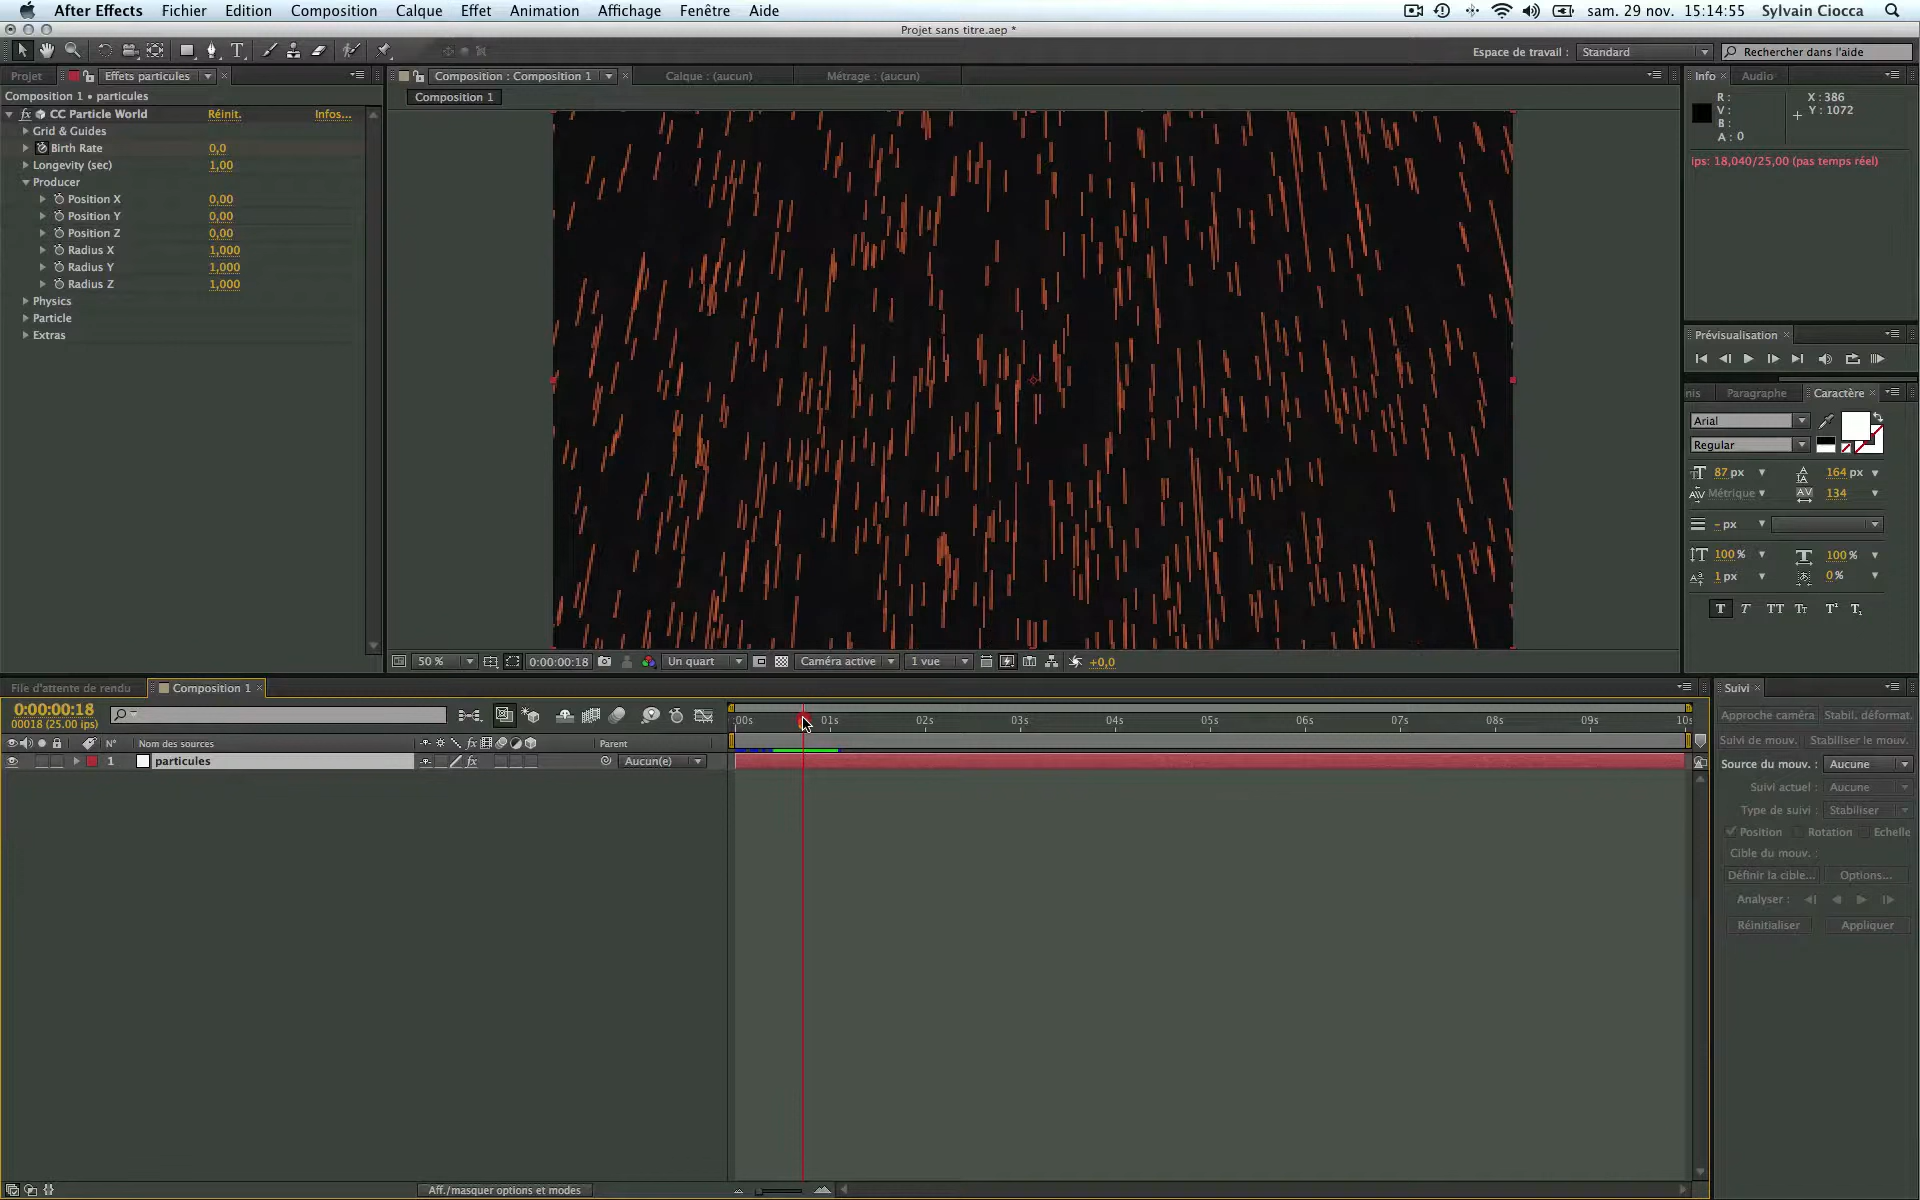 After Effects Fichier Edition Composition Calque Effet Animation Affichage Fenêtre Aide sam. 29 nov. 15:14:55 Sylvain Ciocca
Projet sans titre.aep *
Espace de travail : Standard Rechercher dans l'aide
Projet Effets particules Composition : Composition 1 Calque : (aucun) Métrage : (aucun) Info Audio
Composition 1 • particules
Composition 1
CC Particle World Réinit. Infos...
Grid & Guides
Birth Rate 0,0
Longevity (sec) 1,00
Producer
Position X 0,00
Position Y 0,00
Position Z 0,00
Radius X 1,000
Radius Y 1,000
Radius Z 1,000
Physics
Particle
Extras
R : X : 386
V : Y : 1072
B :
A : 0
ips: 18,040/25,00 (pas temps réel)
Prévisualisation
nis Paragraphe Caractère
Arial
Regular
87 px 164 px
Métrique 134
- px
100 % 100 %
1 px 0 %
T T TT Tt T¹ T₁
50 % 0:00:00:18 Un quart Caméra active 1 vue +0,0
File d'attente de rendu Composition 1
0:00:00:18
00018 (25.00 ips)
:00s 01s 02s 03s 04s 05s 06s 07s 08s 09s 10s
N° Nom des sources Parent
1 particules Aucun(e)
Aff./masquer options et modes
Suivi
Approche caméra Stabil. déformat.
Suivi de mouv. Stabiliser le mouv.
Source du mouv. : Aucune
Suivi actuel : Aucune
Type de suivi : Stabiliser
Position Rotation Echelle
Cible du mouv. :
Définir la cible... Options...
Analyser :
Réinitialiser Appliquer